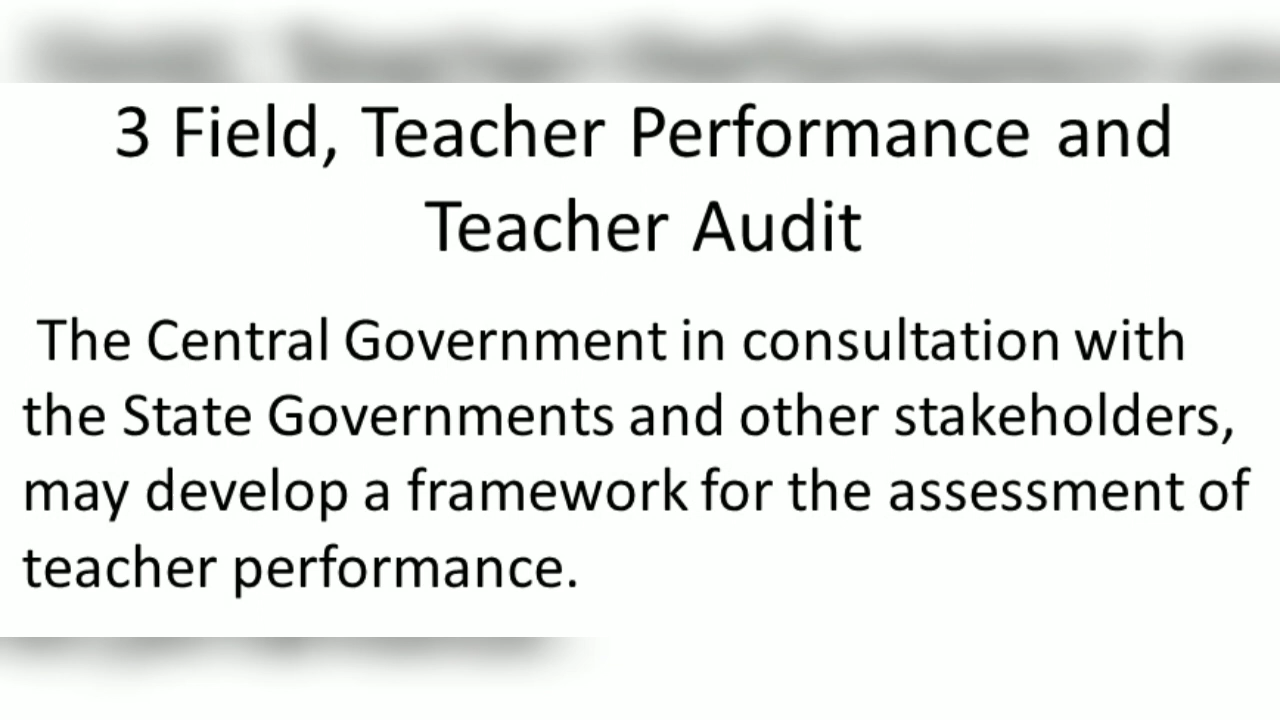 3 Field, Teacher Performance and
Teacher Audit
The Central Government in consultation with
the State Governments and other stakeholders,
may develop a framework for the assessment of
teacher performance.